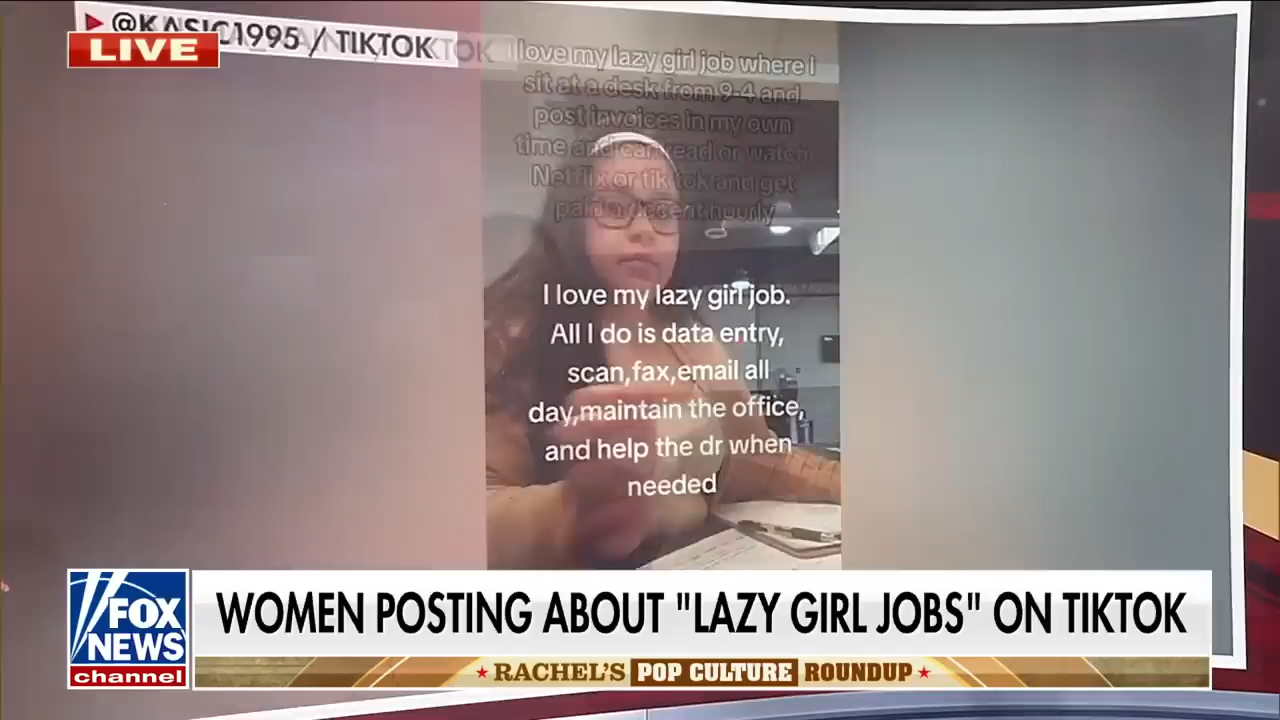 @KASIC1995 / TIKTOK
LIVE
I love my lazy girl job where I
sit at a desk from 9-4 and
post invoices in my own
time and can read or watch
Netflix or tik tok and get
paid a decent hourly
I love my lazy girl job.
All I do is data entry,
scan,fax,email all
day,maintain the office,
and help the dr when
needed
FOX
NEWS
channel
WOMEN POSTING ABOUT "LAZY GIRL JOBS" ON TIKTOK
RACHEL'S POP CULTURE ROUNDUP